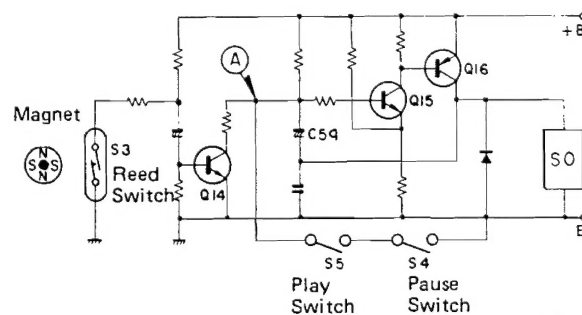 +B
A
Q16
Q15
Magnet
C59
N
S S
N
S3
Reed
Switch
Q14
SO
E
S5
S4
Play
Switch
Pause
Switch